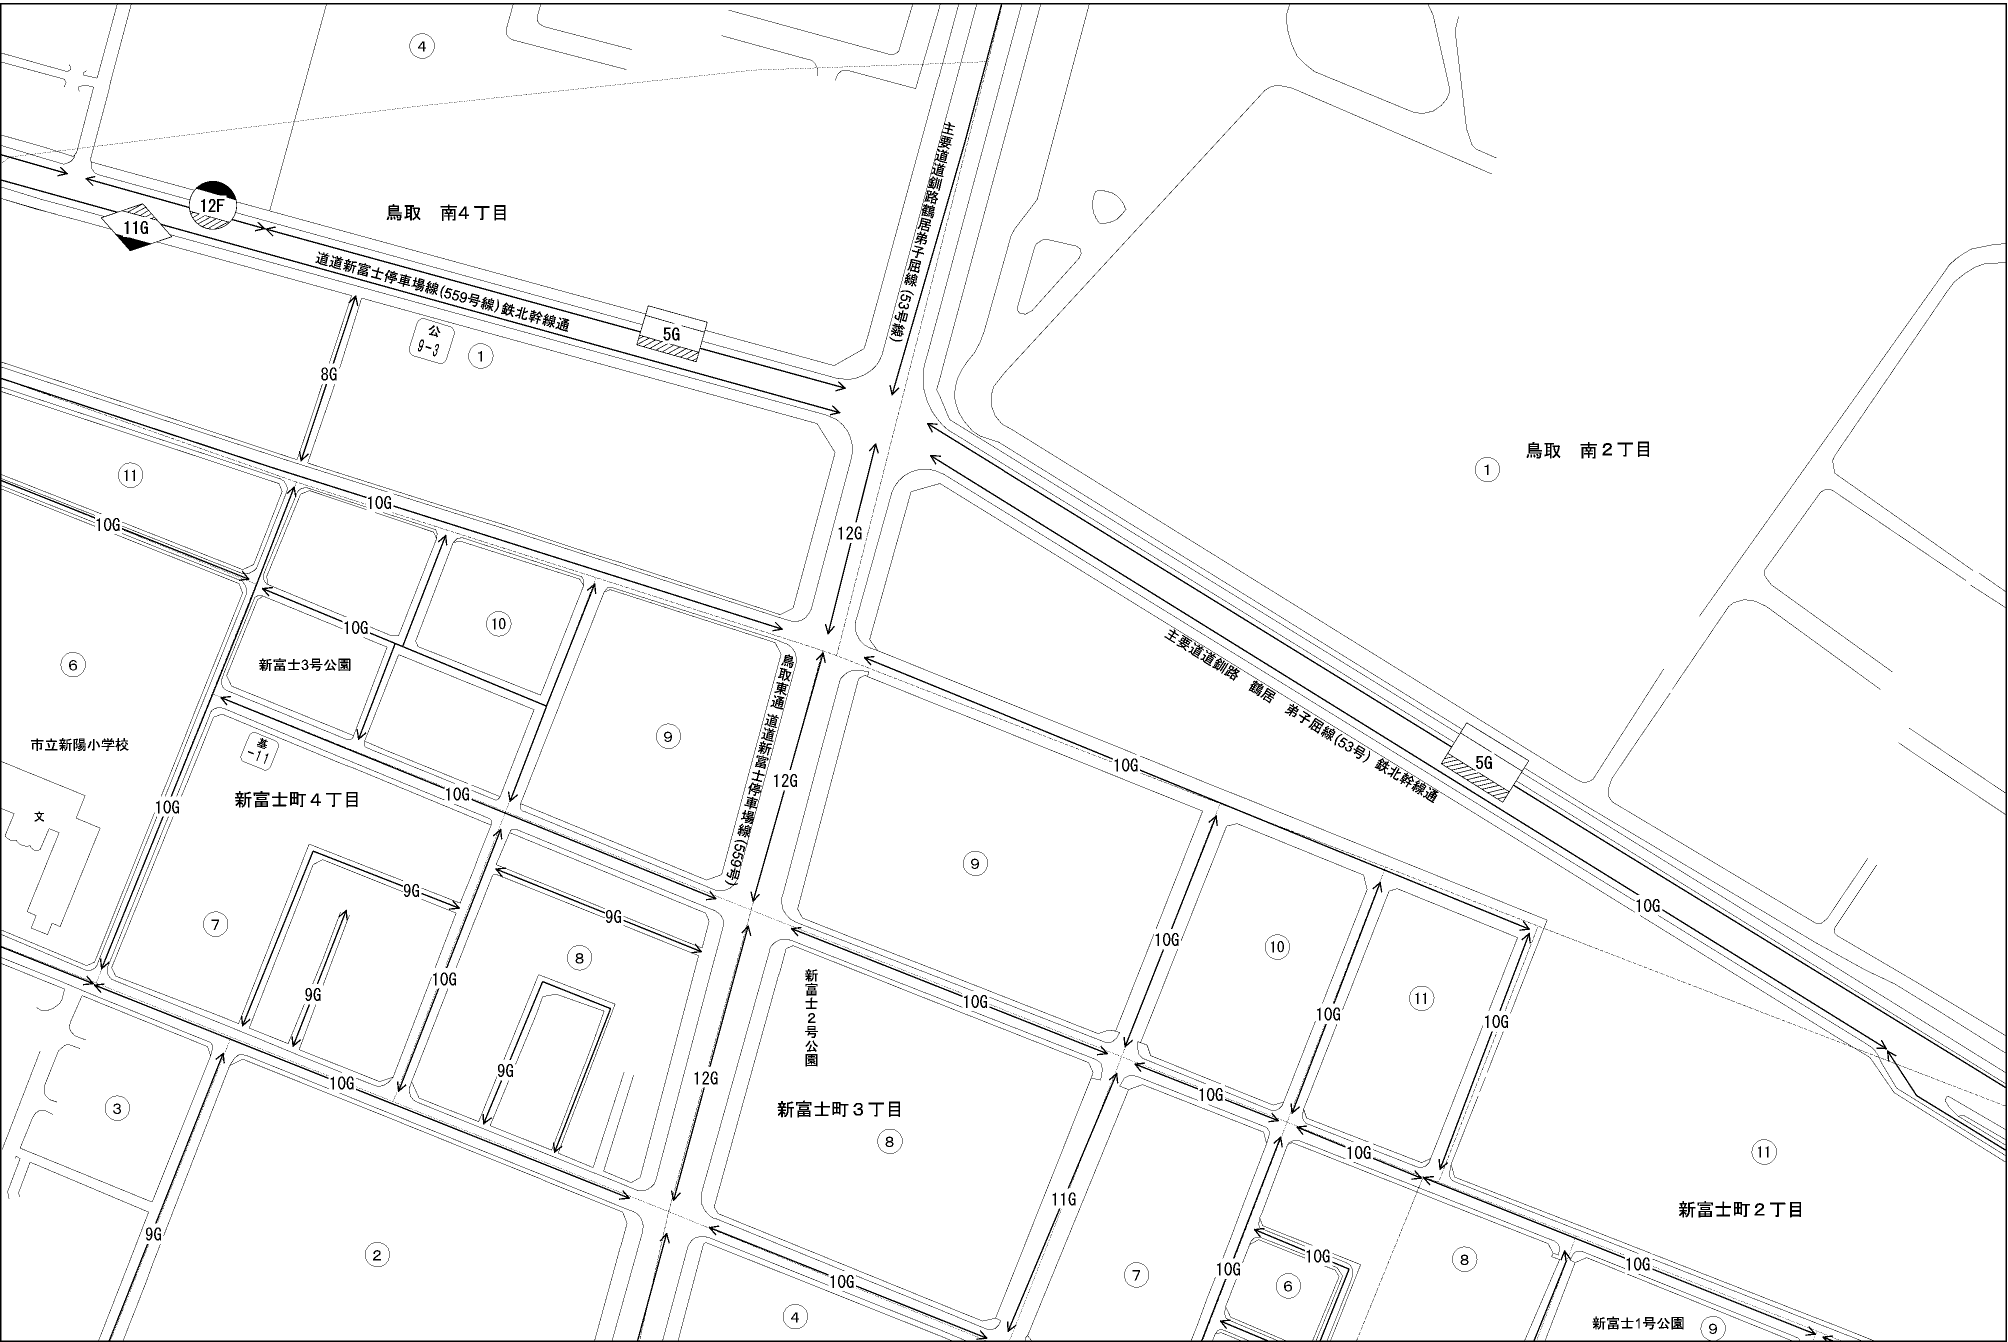 4
主要道道釧路鶴居弟子屈線(53号線)
12F
11G
鳥取　南4丁目
道道新富士停車場線(559号線)鉄北幹線通
5G
公
9-3
1
8G
鳥取　南2丁目
1
11
10G
10G
12G
10
10G
新富士3号公園
6
鳥取東通 道道新富士停車場線(559号)
主要道道釧路　鶴居　弟子屈線(53号) 鉄北幹線通
9
市立新陽小学校
基
-11
新富士町4丁目
10G
10G
文
12G
10G
5G
9
9G
9G
10G
7
8
10G
10
10G
9G
10G
新富士2号公園
10G
11
10G
10G
9G
10G
12G
10G
3
新富士町3丁目
8
10G
11
11G
新富士町2丁目
9G
2
10G
7
10G
10G
6
8
10G
4
新富士1号公園
9